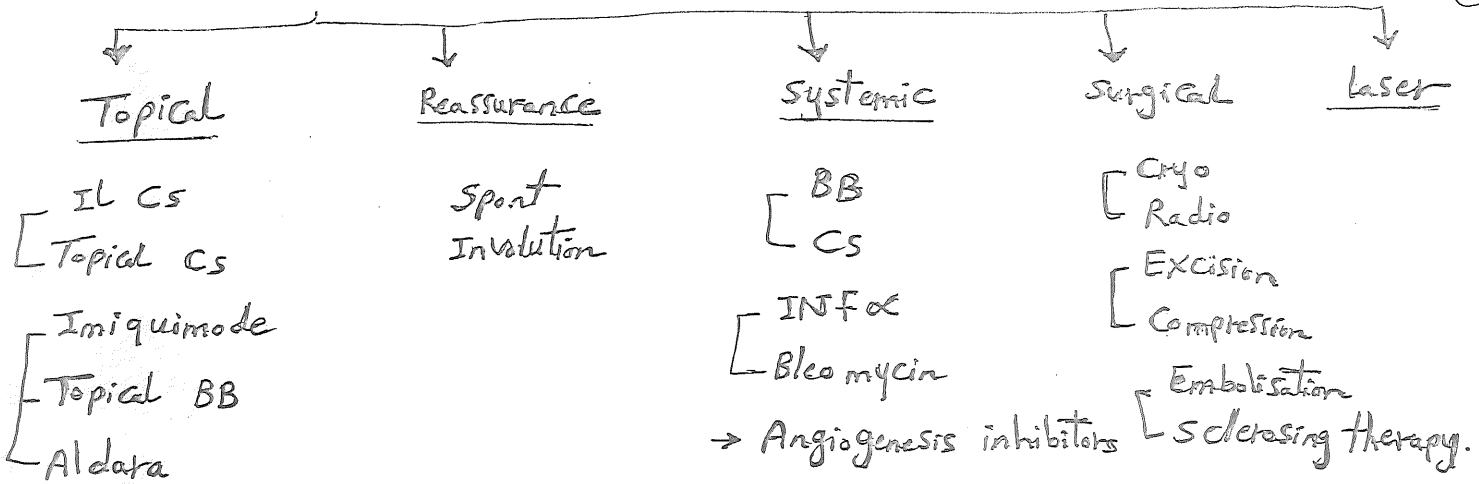 Topical
Il Cs
Topical Cs
Imiquimode
Topical BB
Aldara
Reassurance
Spont
Involution
Systemic
BB
CS
INF α
Bleomycin
→ Angiogenesis inhibitors
Surgical
Cryo
Radio
Excision
Compression
Embolisation
Sclerosing therapy.
Laser